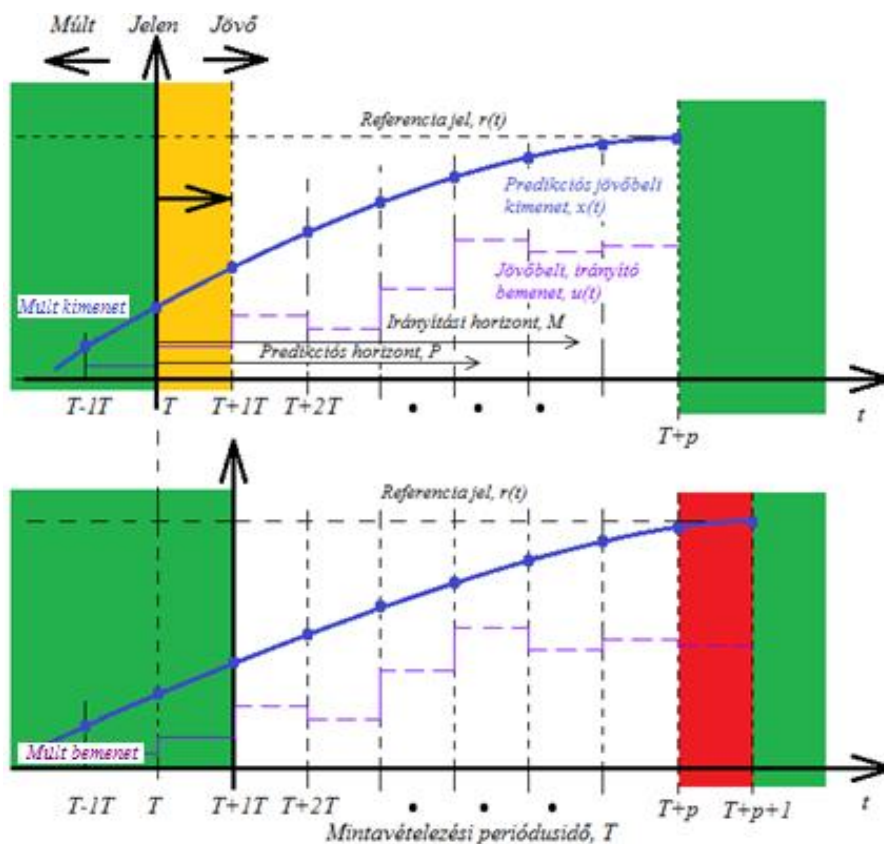 Múlt Jelen Jövő
Referencia jel, r(t)
Predikciós jövőbeli
kimenet, x(t)
Jövőbelt, irányító
bemenet, u(t)
Múlt kimenet
Irányítási horizont, M
Predikciós horizont, P
T-1T T T+1T T+2T
T+p
t
Referencia jel, r(t)
Múlt bemenet
T-1T T T+1T T+2T T+p T+p+1 t
Mintavételezési periódusidő, T